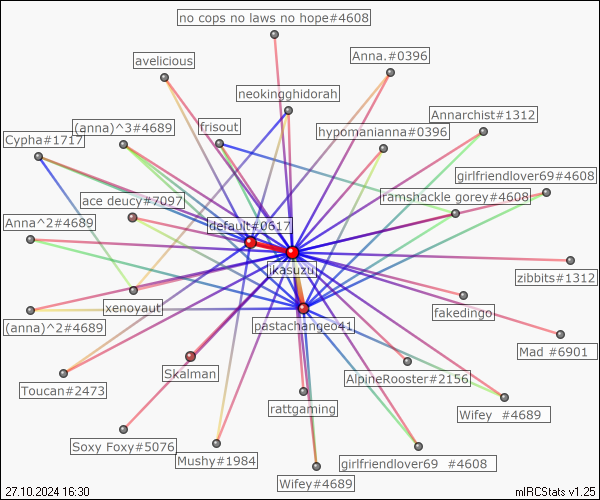 no cops no laws no hope#4608
Anna.#0396
avelicious
neokingghidorah
Annarchist#1312
(anna)^3#4689
frisout
hypomanianna#0396
Cypha#1717
girlfriendlover69#4608
ace deucy#7097
ramshackle gorey#4608
Anna^2#4689
default#0617
jkasuzu
zibbits#1312
xenoyaut
fakedingo
(anna)^2#4689
pastachangeo41
Mad #6901
Skalman
AlpineRooster#2156
Toucan#2473
rattgaming
Wifey #4689
Soxy Foxy#5076
Mushy#1984
girlfriendlover69 #4608
Wifey#4689
27.10.2024 16:30
mIRCStats v1.25